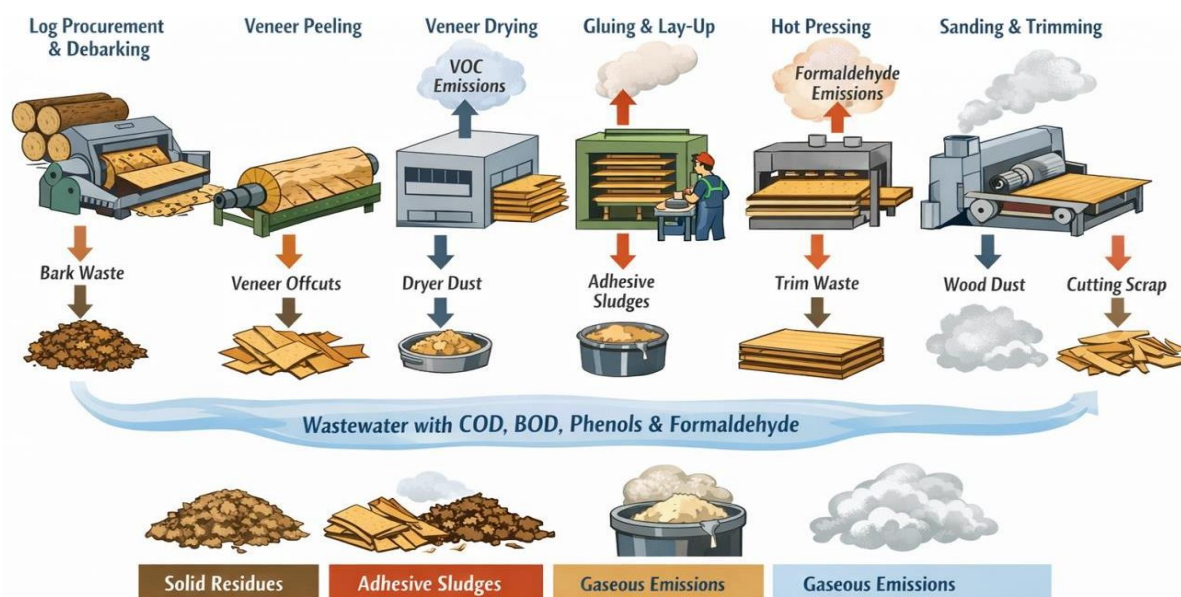 Log Procurement
& Debarking
Veneer Peeling
Veneer Drying
Gluing & Lay-Up
Hot Pressing
Sanding & Trimming
VOC
Emissions
Formaldehyde
Emissions
Bark Waste
Veneer Offcuts
Dryer Dust
Adhesive
Sludges
Trim Waste
Wood Dust
Cutting Scrap
Wastewater with COD, BOD, Phenols & Formaldehyde
Solid Residues
Adhesive Sludges
Gaseous Emissions
Gaseous Emissions